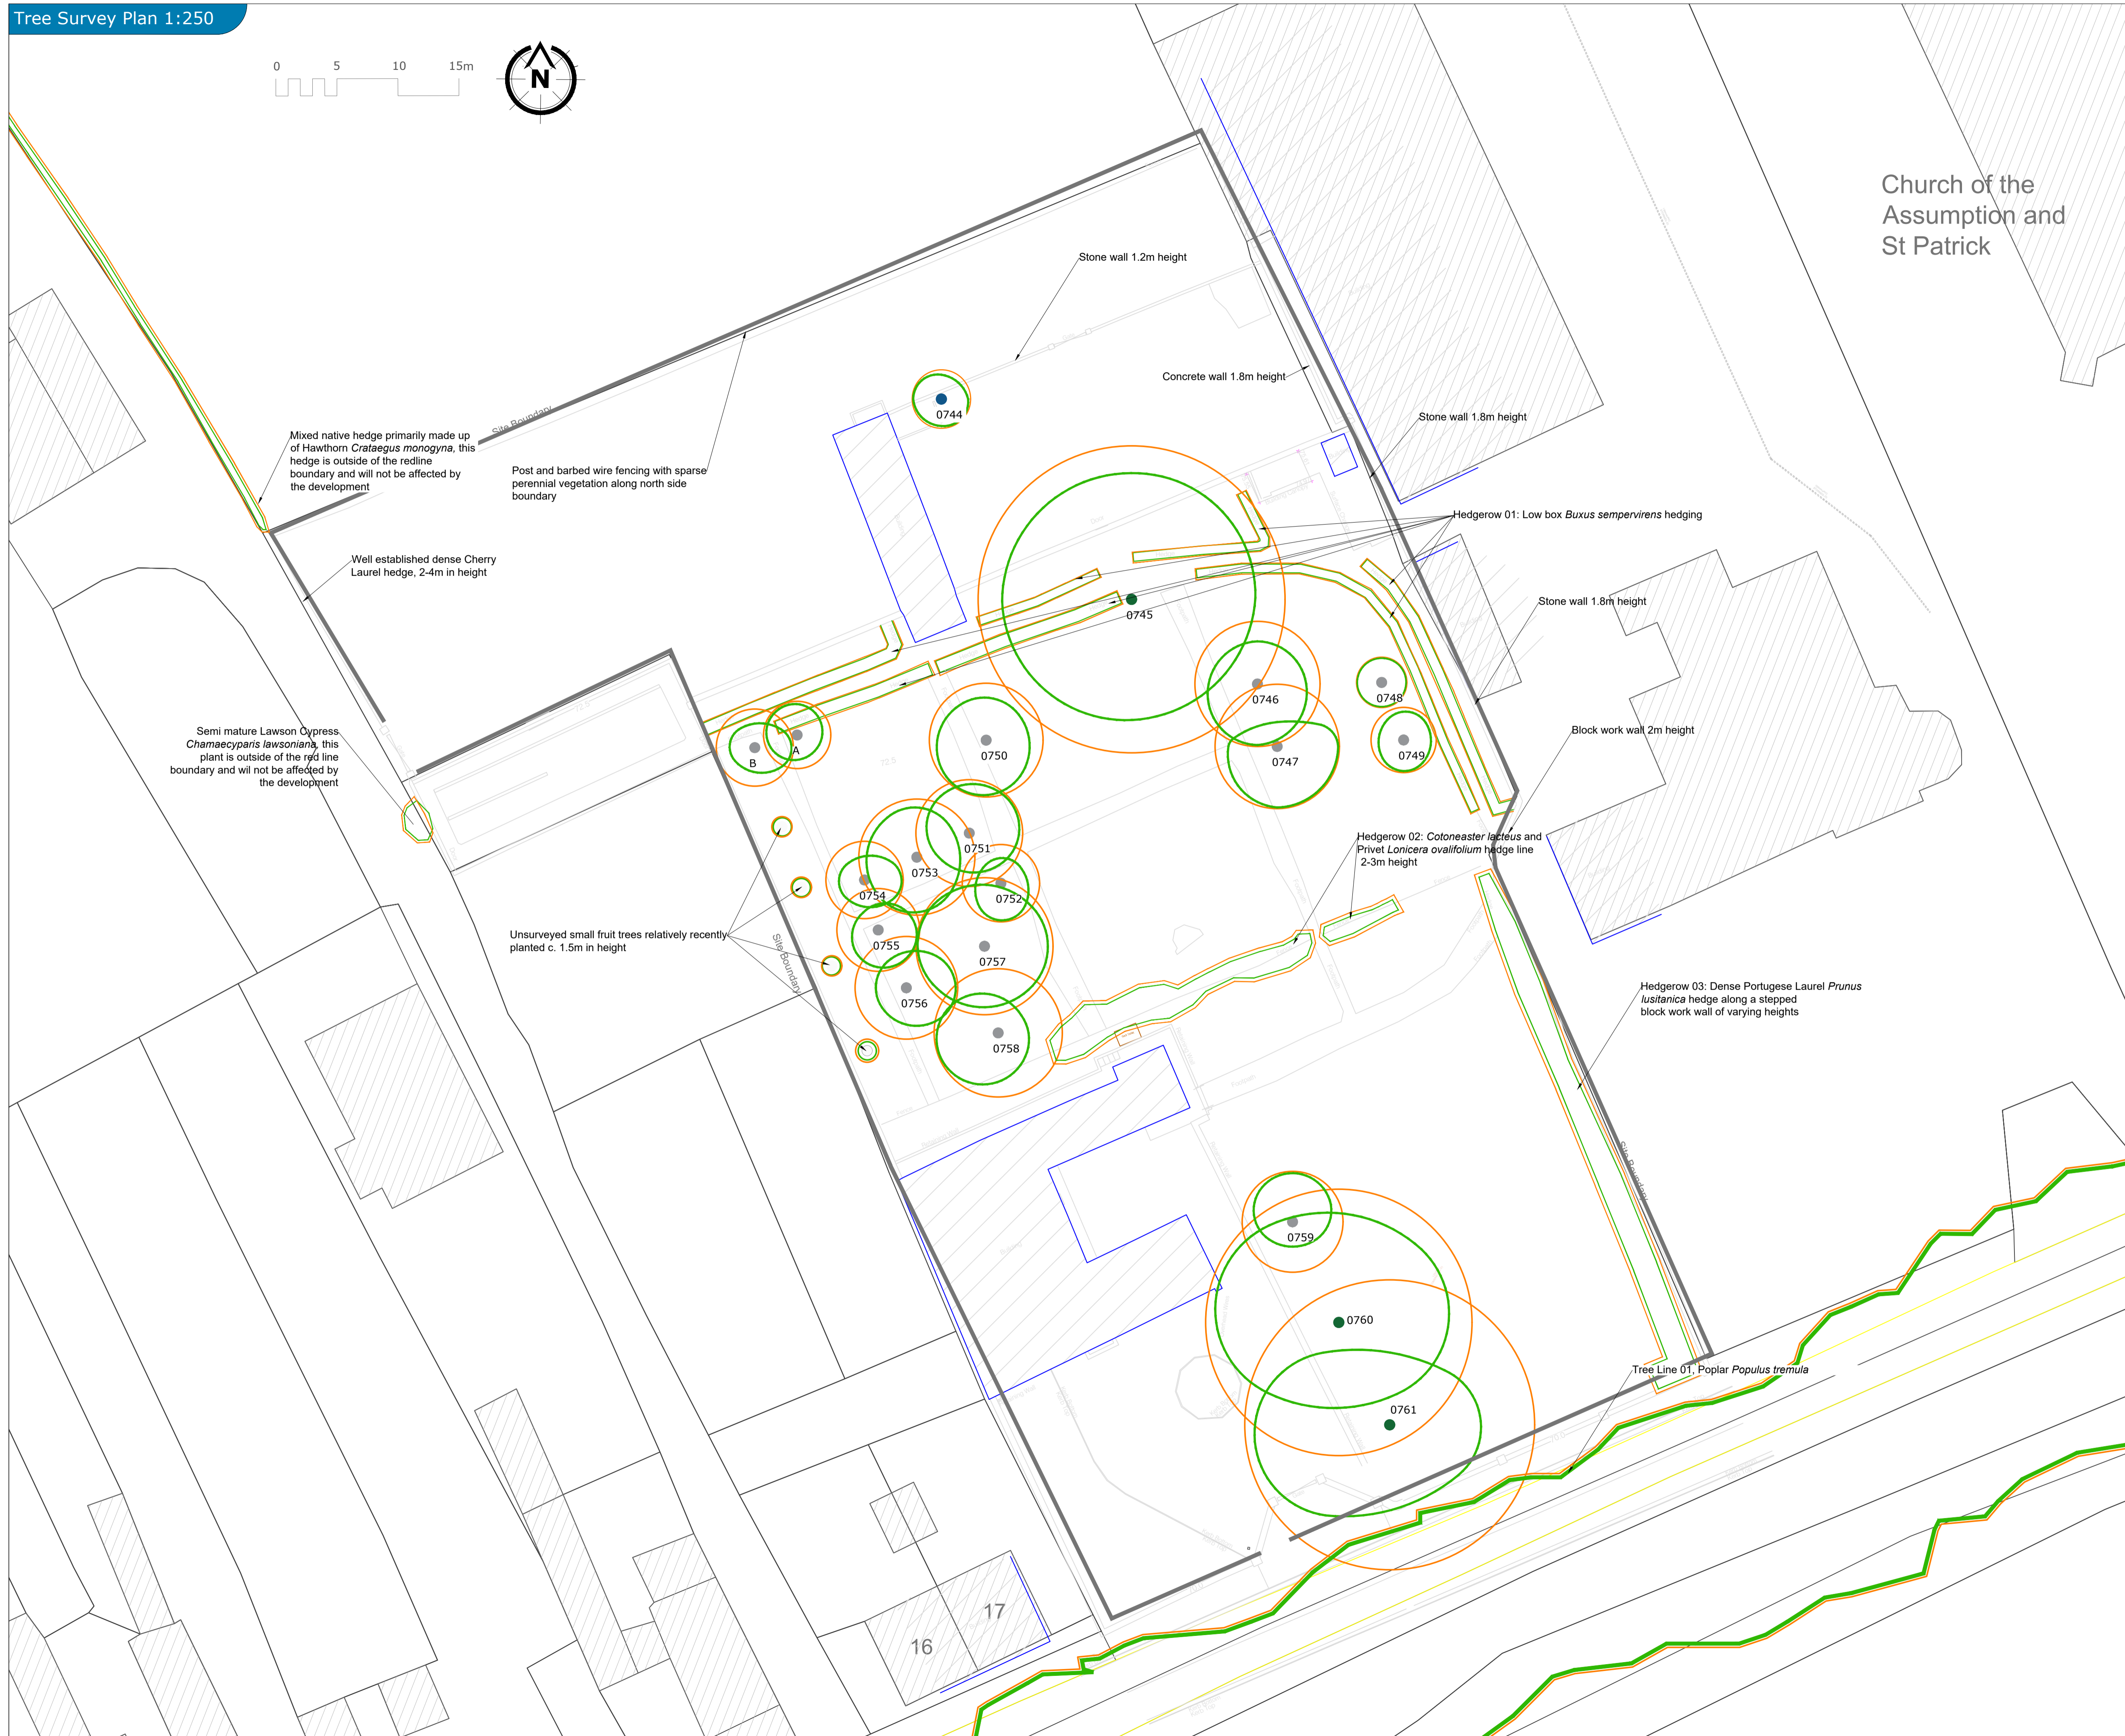 Tree Survey Plan 1:250
0 5 10 15m
N
Church of the
Assumption and
St Patrick
Stone wall 1.2m height
Concrete wall 1.8m height
Site Boundary
0744
Stone wall 1.8m height
Mixed native hedge primarily made up
of Hawthorn Crataegus monogyna, this
hedge is outside of the redline
boundary and will not be affected by
the development
Post and barbed wire fencing with sparse
perennial vegetation along north side
boundary
Hedgerow 01: Low box Buxus sempervirens hedging
Well established dense Cherry
Laurel hedge, 2-4m in height
Stone wall 1.8m height
0745
0746
0748
Semi mature Lawson Cypress
Chamaecyparis lawsoniana, this
plant is outside of the red line
boundary and wil not be affected by
the development
Block work wall 2m height
A
B
0750
0747
0749
72.5
72.5
Hedgerow 02: Cotoneaster lacteus and
Privet Lonicera ovalifolium hedge line
2-3m height
0751
0753
0754
0752
Unsurveyed small fruit trees relatively recently
planted c. 1.5m in height
Site Boundary
0755
0757
0756
0758
Hedgerow 03: Dense Portugese Laurel Prunus
lusitanica hedge along a stepped
block work wall of varying heights
Site Boundary
0759
0760
Tree Line 01, Poplar Populus tremula
0761
17
16